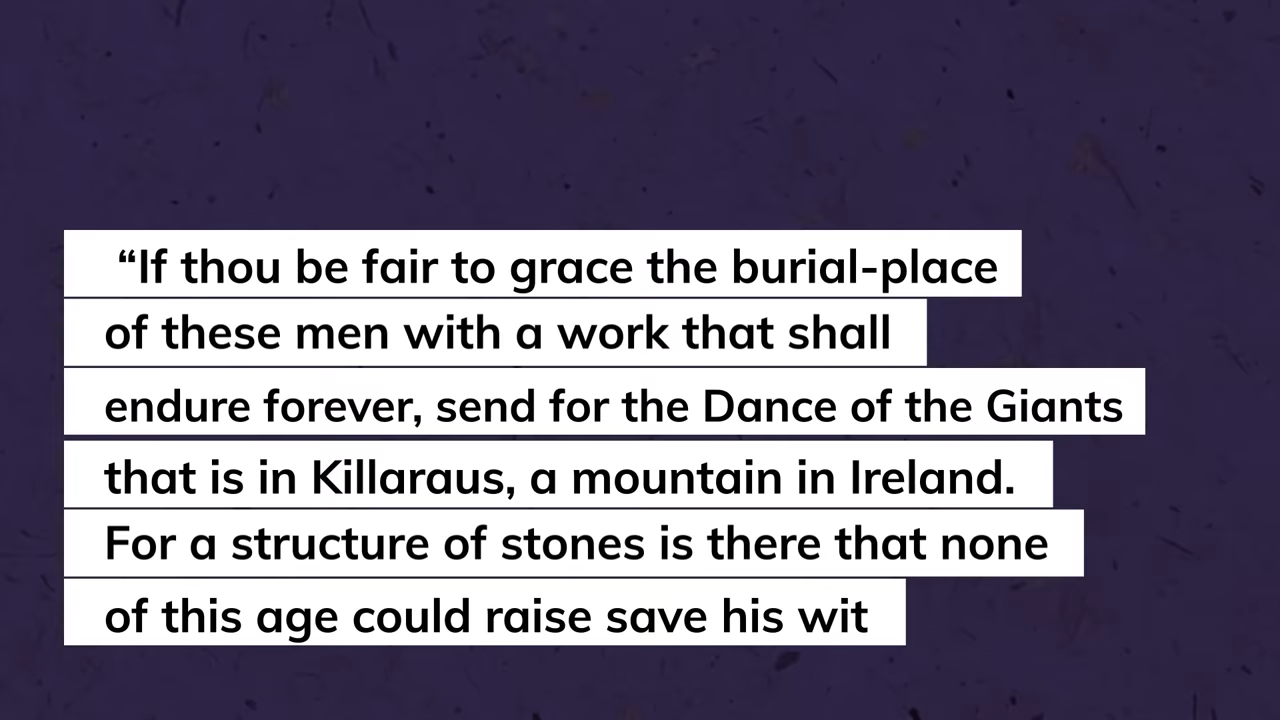 “If thou be fair to grace the burial-place
of these men with a work that shall
endure forever, send for the Dance of the Giants
that is in Killaraus, a mountain in Ireland.
For a structure of stones is there that none
of this age could raise save his wit